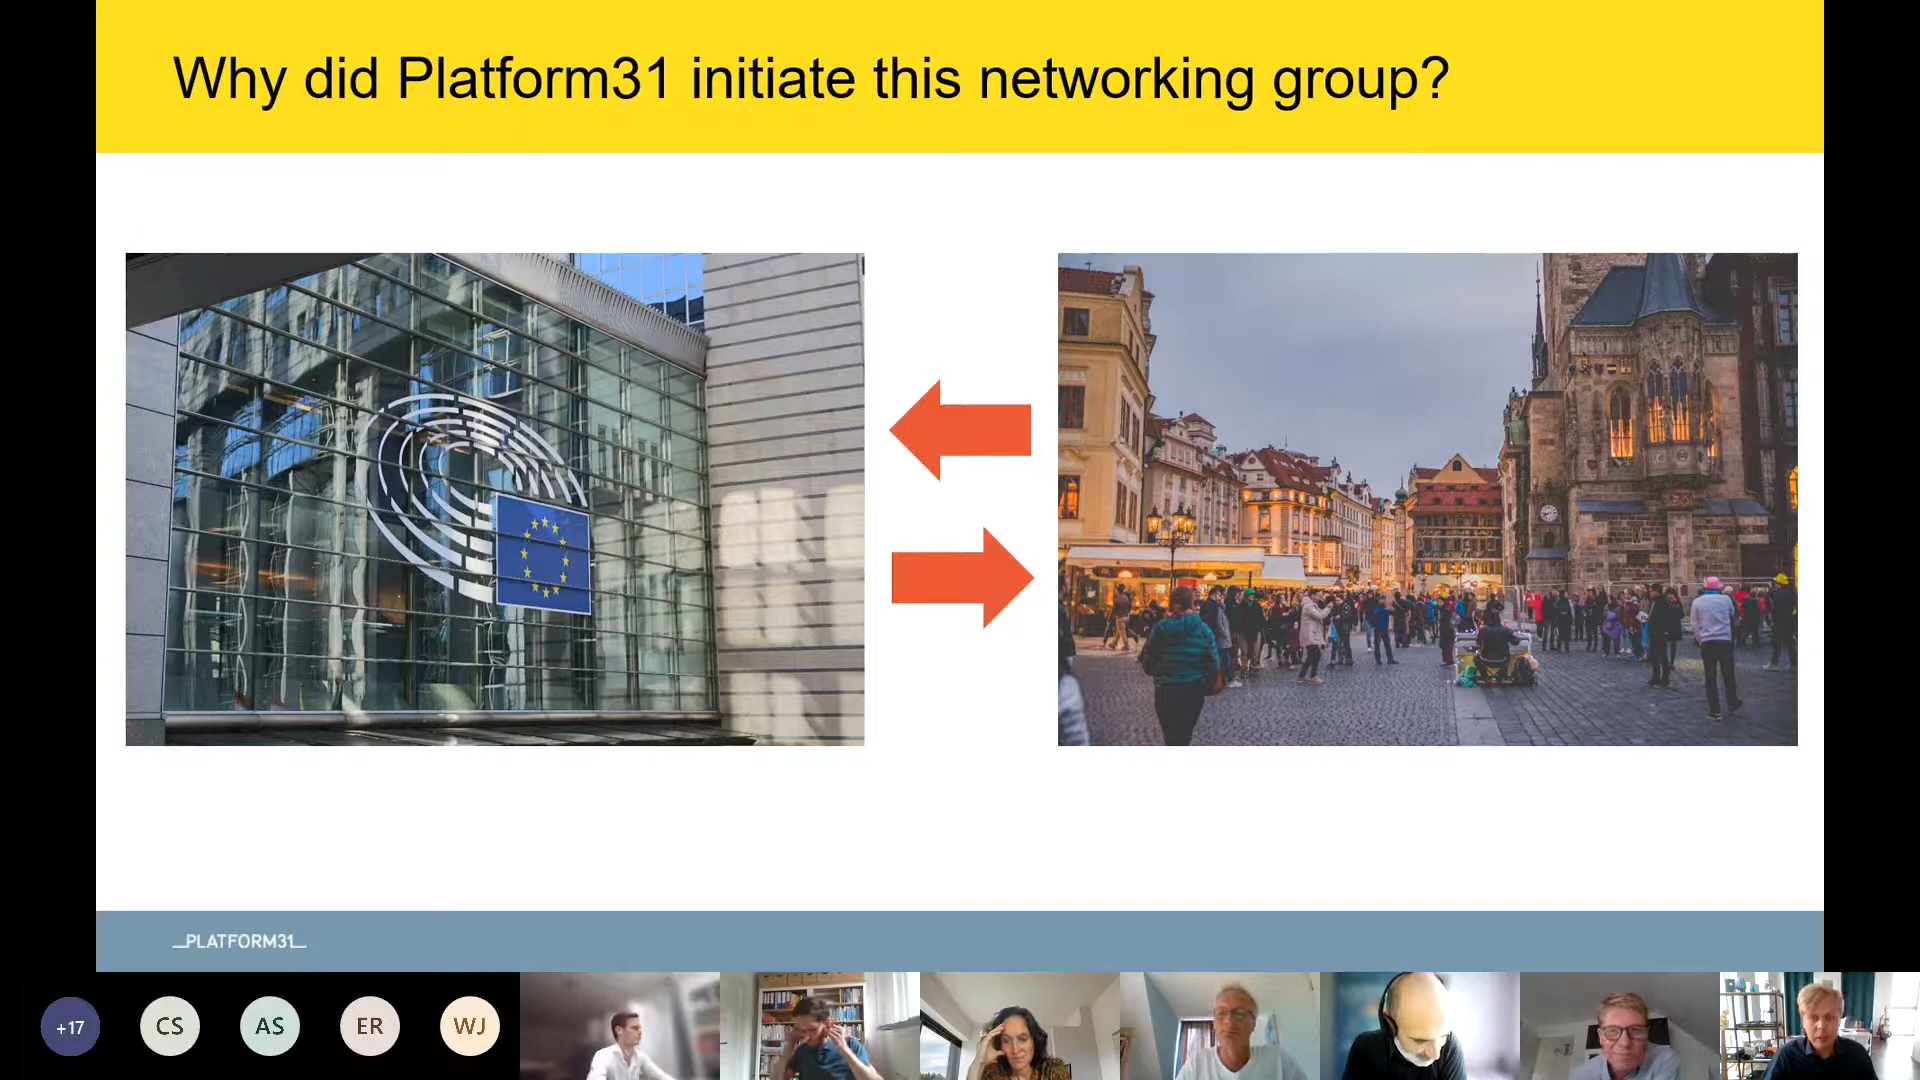 Why did Platform31 initiate this networking group?
_PLATFORM31_
+17
CS
AS
ER
WJ